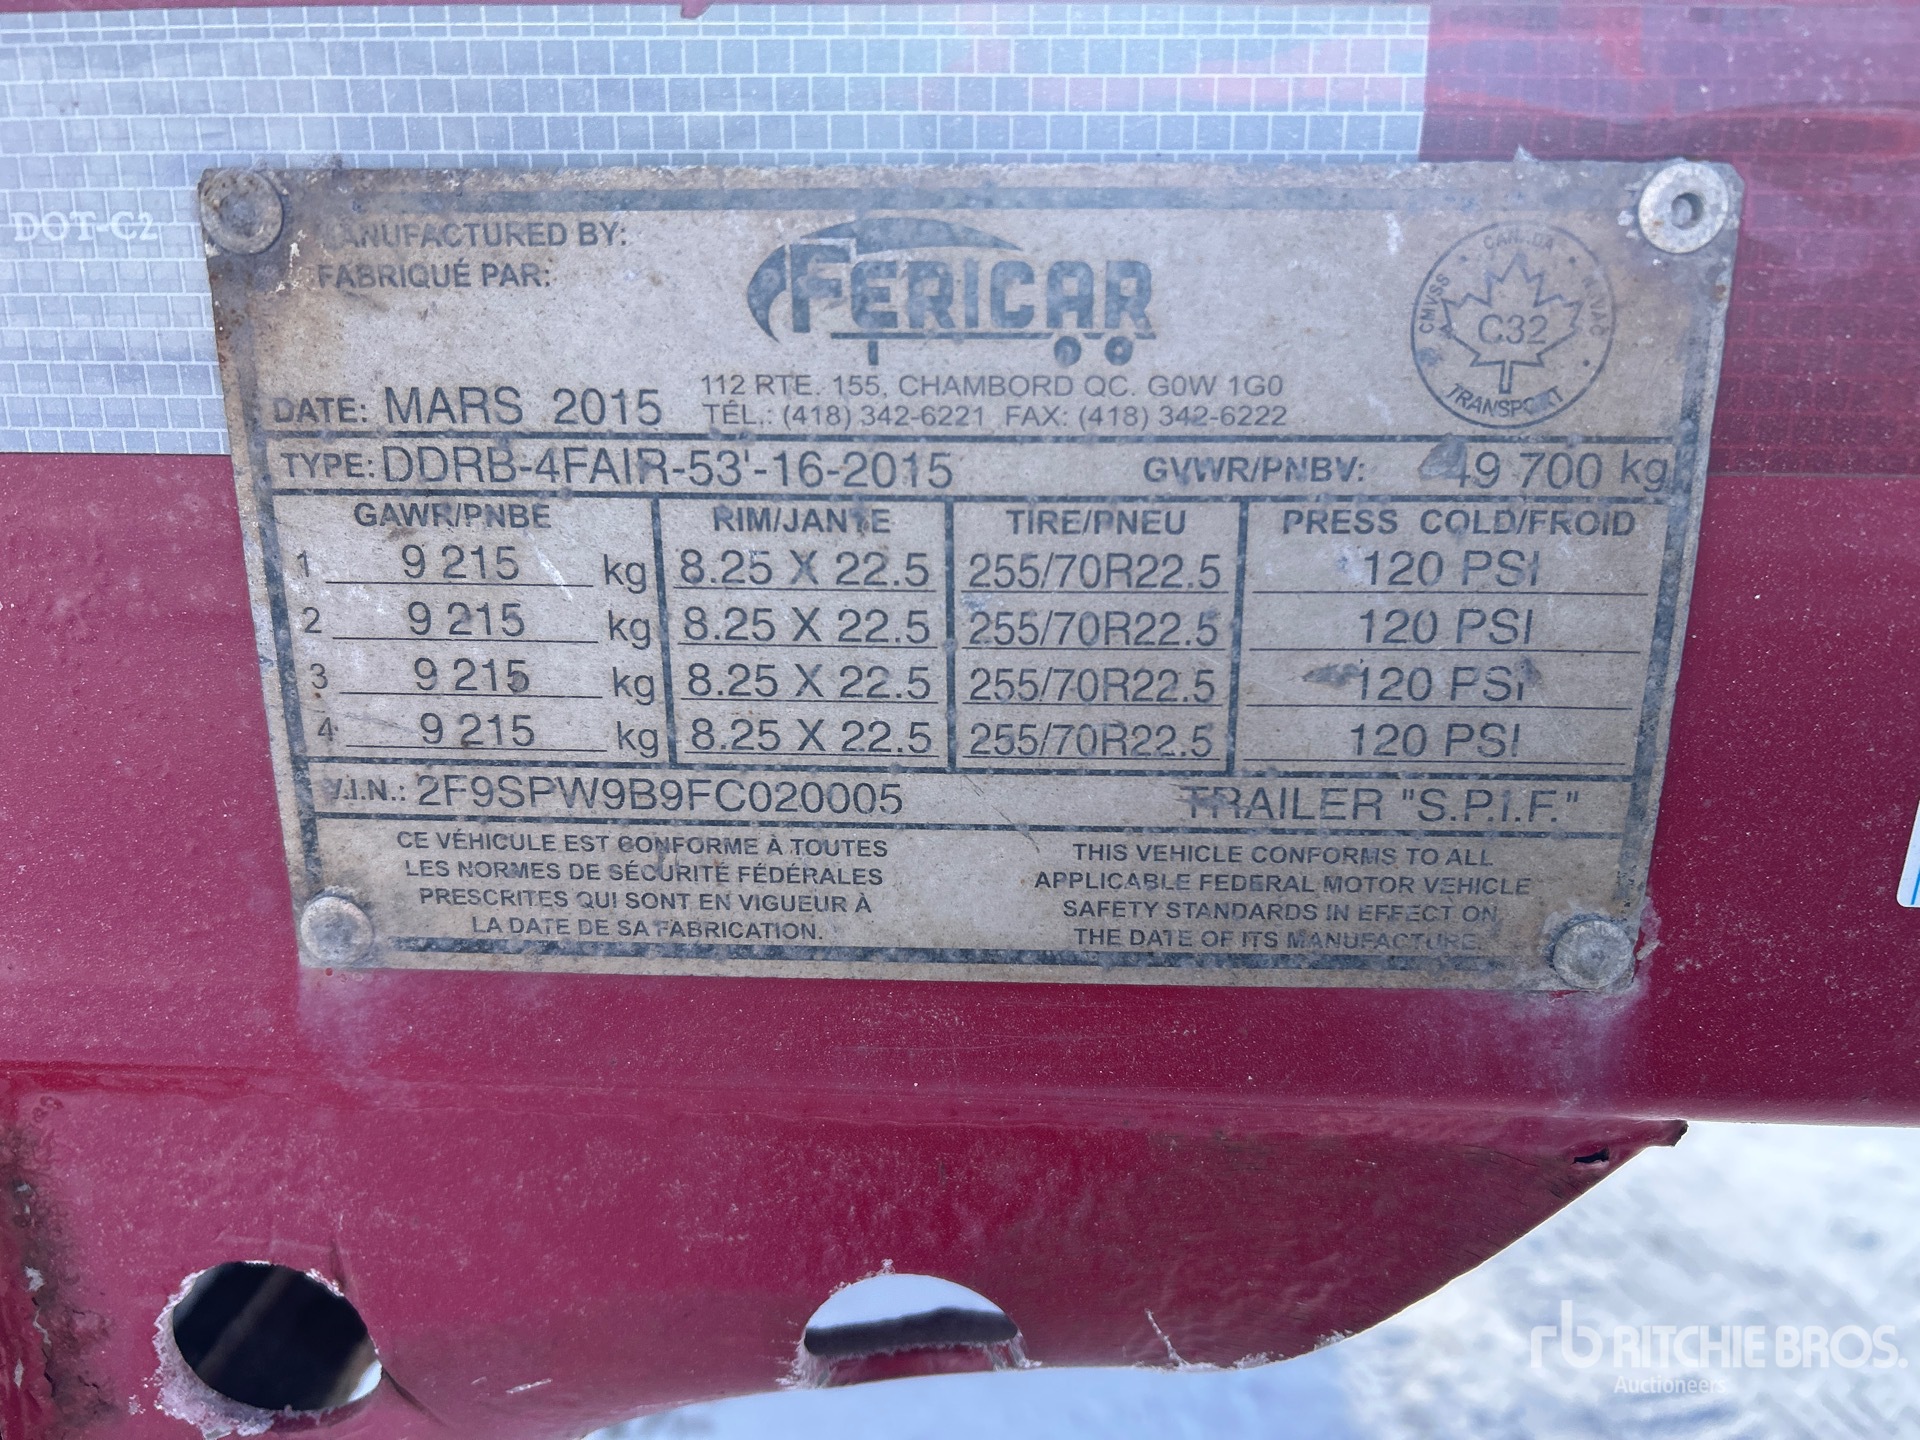 DOT-C2
MANUFACTURED BY:
FABRIQUÉ PAR:
FERICAR
CMVSS • CANADA • NVAC
C32
TRANSPORT
112 RTE. 155, CHAMBORD QC. G0W 1G0
DATE: MARS 2015
TÉL.: (418) 342-6221 FAX: (418) 342-6222
TYPE: DDRB-4FAIR-53'-16-2015 GVWR/PNBV: 49 700 kg
GAWR/PNBE RIM/JANTE TIRE/PNEU PRESS COLD/FROID
1 9 215 kg 8.25 X 22.5 255/70R22.5 120 PSI
2 9 215 kg 8.25 X 22.5 255/70R22.5 120 PSI
3 9 215 kg 8.25 X 22.5 255/70R22.5 120 PSI
4 9 215 kg 8.25 X 22.5 255/70R22.5 120 PSI
V.I.N.: 2F9SPW9B9FC020005 TRAILER "S.P.I.F."
CE VÉHICULE EST CONFORME À TOUTES
LES NORMES DE SÉCURITÉ FÉDÉRALES
PRESCRITES QUI SONT EN VIGUEUR À
LA DATE DE SA FABRICATION.
THIS VEHICLE CONFORMS TO ALL
APPLICABLE FEDERAL MOTOR VEHICLE
SAFETY STANDARDS IN EFFECT ON
THE DATE OF ITS MANUFACTURE.
rb RITCHIE BROS.
Auctioneers